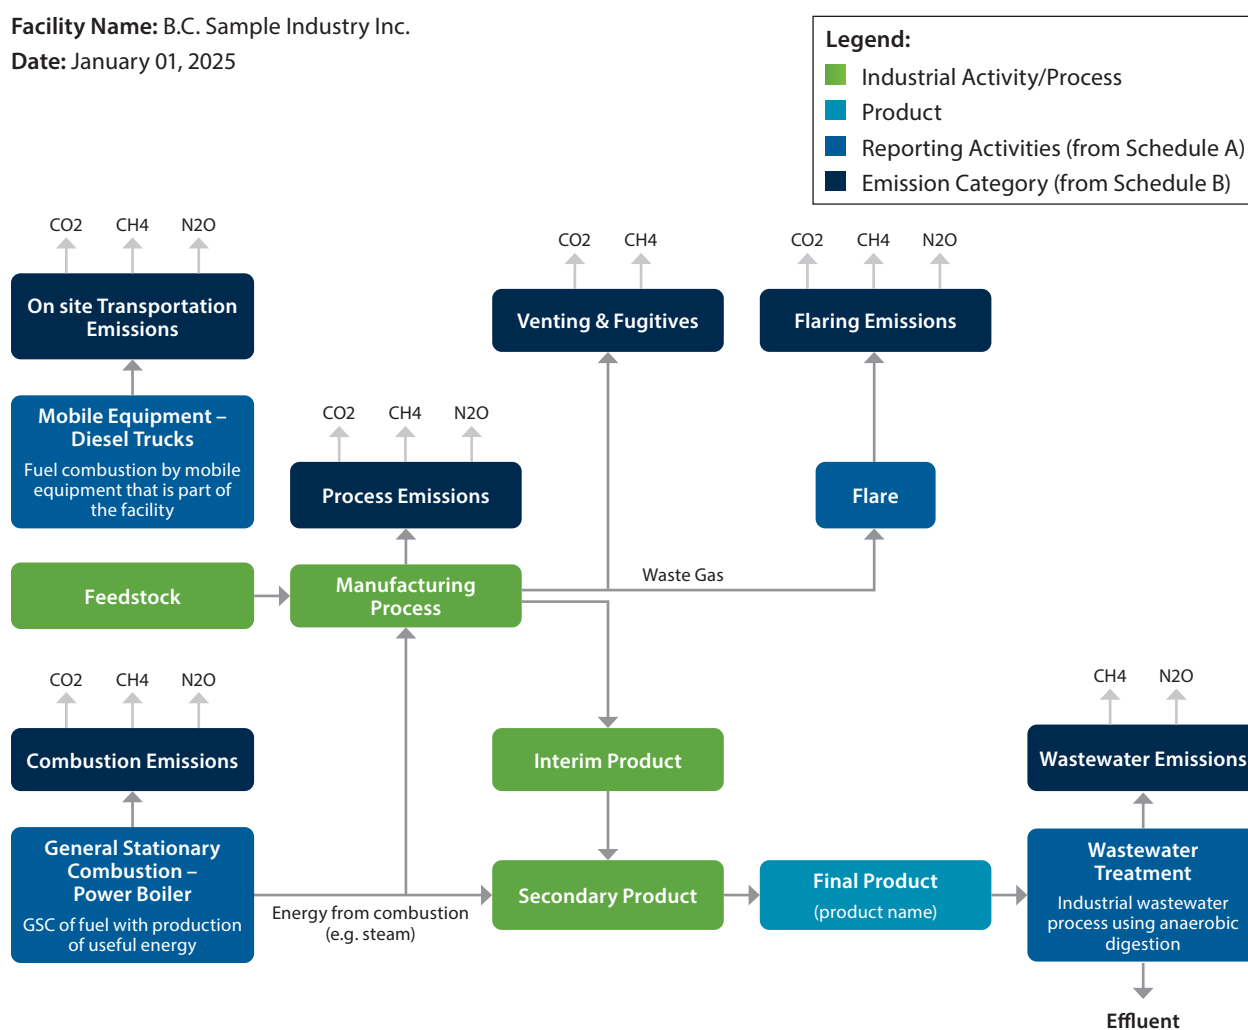 Facility Name: B.C. Sample Industry Inc.
Date: January 01, 2025
Legend:
Industrial Activity/Process
Product
Reporting Activities (from Schedule A)
Emission Category (from Schedule B)
CO2 CH4 N2O
On site Transportation
Emissions
Mobile Equipment –
Diesel Trucks
Fuel combustion by mobile
equipment that is part of
the facility
CO2 CH4
Venting & Fugitives
CO2 CH4 N2O
Flaring Emissions
CO2 CH4 N2O
Process Emissions
Flare
Feedstock
Manufacturing
Process
Waste Gas
CO2 CH4 N2O
Combustion Emissions
General Stationary
Combustion –
Power Boiler
GSC of fuel with production
of useful energy
Energy from combustion
(e.g. steam)
Interim Product
Secondary Product
Final Product
(product name)
CH4 N2O
Wastewater Emissions
Wastewater
Treatment
Industrial wastewater
process using anaerobic
digestion
Effluent